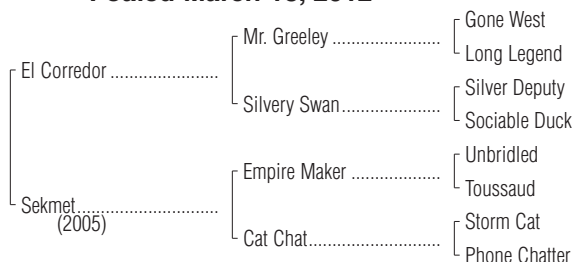 Foaled March 18, 2012
Gone West
Mr. Greeley ........................
Long Legend
El Corredor ........................
Silver Deputy
Silvery Swan......................
Sociable Duck
Unbridled
Empire Maker ....................
Toussaud
Sekmet................................
(2005)
Storm Cat
Cat Chat.............................
Phone Chatter